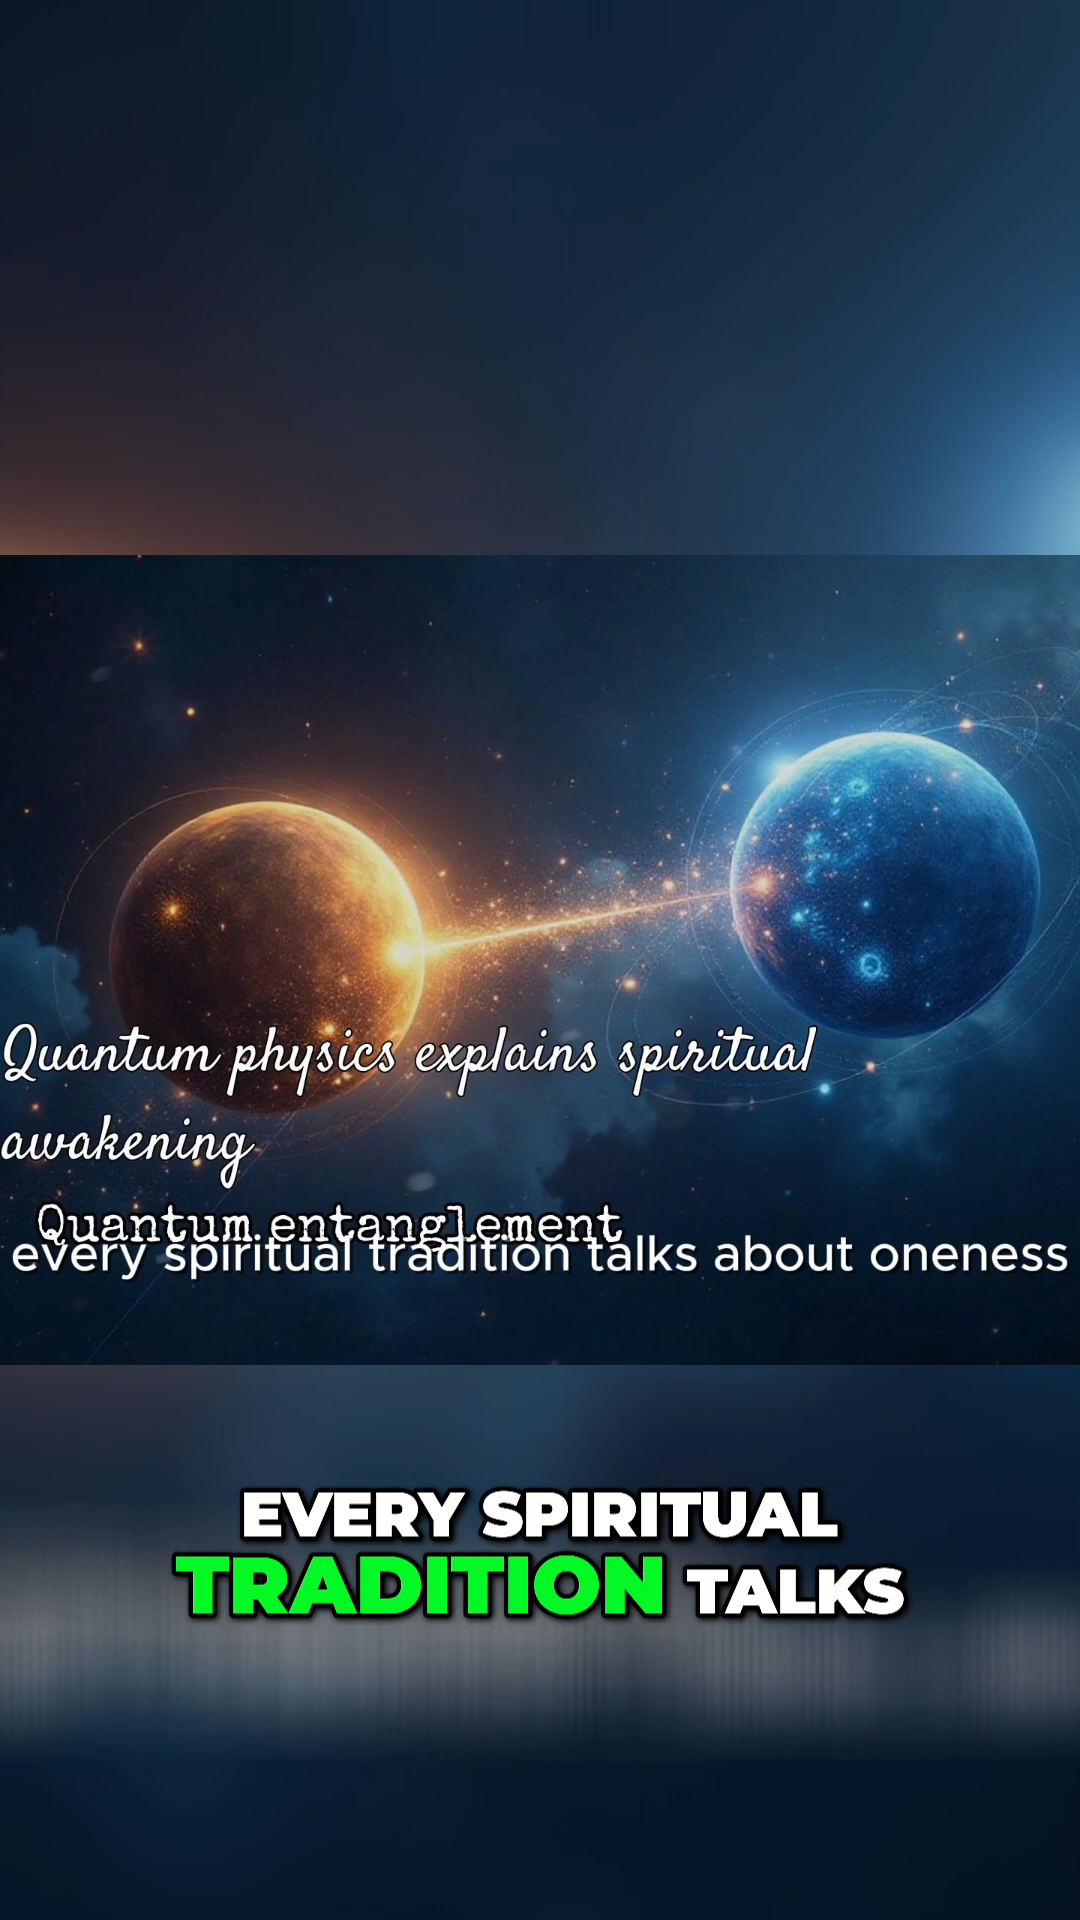 Quantum physics explains spiritual
awakening
Quantum entanglement
every spiritual tradition talks about oneness
EVERY SPIRITUAL
TRADITION TALKS